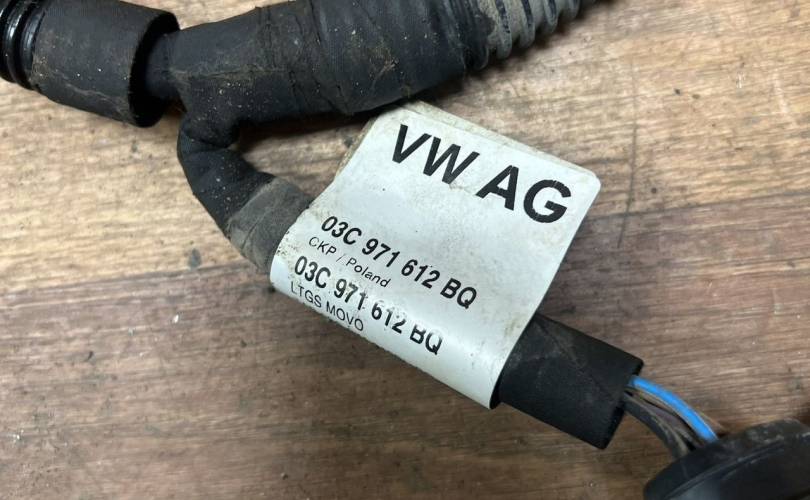 VW AG
03C 971 612 BQ
CKP / Poland
03C 971 612 BQ
LTGS MOVO